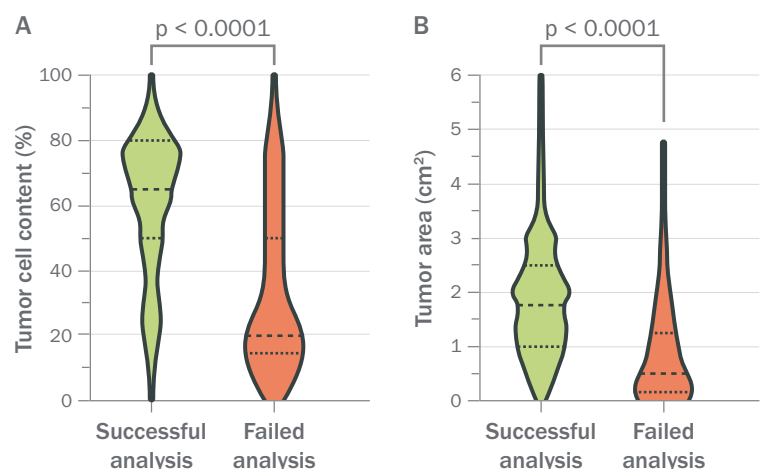 A
p < 0.0001
Tumor cell content (%)
100
80
60
40
20
0
Successful
analysis
Failed
analysis
B
p < 0.0001
Tumor area (cm²)
6
5
4
3
2
1
0
Successful
analysis
Failed
analysis